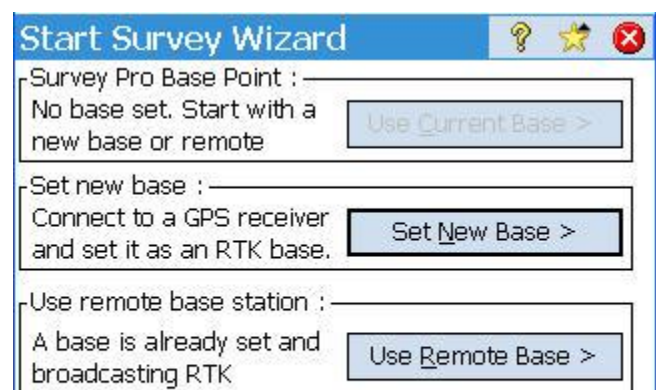 Start Survey Wizard
Survey Pro Base Point :
No base set. Start with a
new base or remote
Use Current Base >
Set new base :
Connect to a GPS receiver
and set it as an RTK base.
Set New Base >
Use remote base station :
A base is already set and
broadcasting RTK
Use Remote Base >